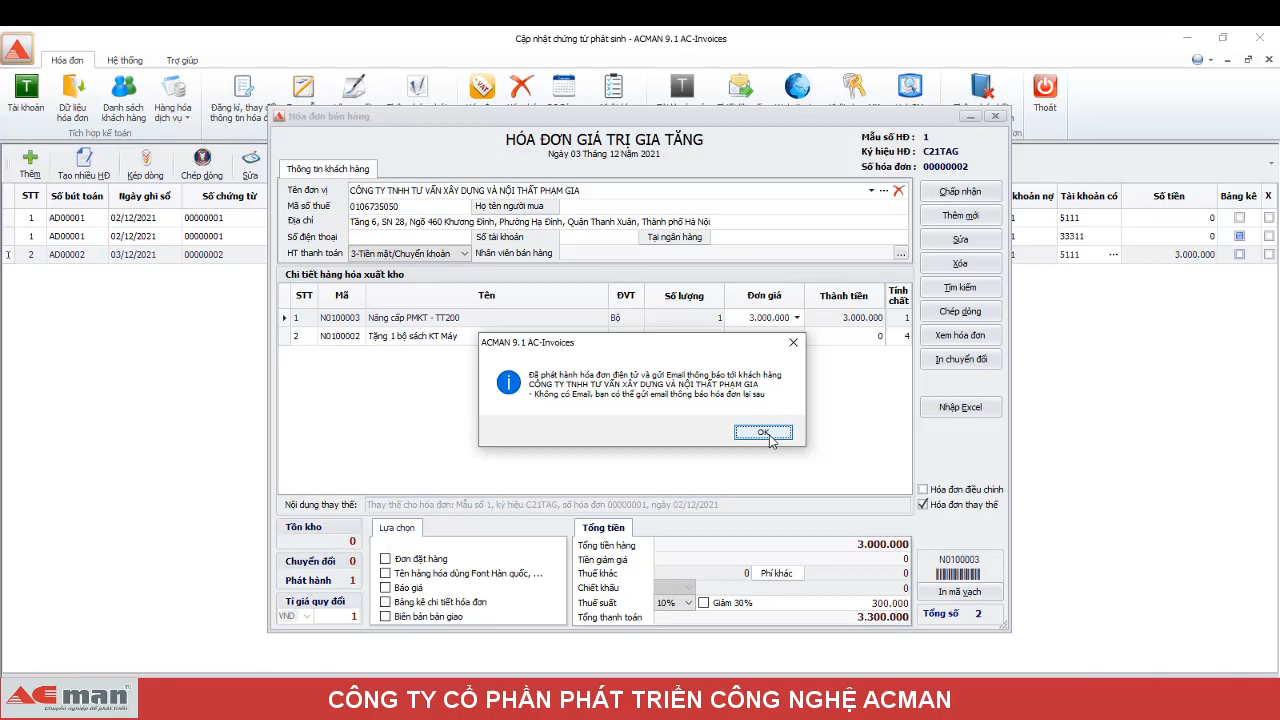 Cập nhật chứng từ phát sinh - ACMAN 9.1 AC-Invoices
Hóa đơn Hệ thống Trợ giúp
Tài khoản
Dữ liệu hóa đơn
Danh sách khách hàng
Hàng hóa dịch vụ
Tích hợp kế toán
Thoát
Thêm Tạo nhiều HĐ Kép dòng Chép dòng Sửa
STT Số bút toán Ngày ghi sổ Số chứng từ
1 AD00001 02/12/2021 00000001
1 AD00001 02/12/2021 00000001
2 AD00002 03/12/2021 00000002
khoản nợ Tài khoản có Số tiền Bảng kê X
1 5111 0
1 33311 0
1 5111 ... 3.000.000
Hóa đơn bán hàng
HÓA ĐƠN GIÁ TRỊ GIA TĂNG
Ngày 03 Tháng 12 Năm 2021
Mẫu số HĐ : 1
Ký hiệu HĐ : C21TAG
Số hóa đơn : 00000002
Thông tin khách hàng
Tên đơn vị CÔNG TY TNHH TƯ VẤN XÂY DỰNG VÀ NỘI THẤT PHẠM GIA
Mã số thuế 0106735050 Họ tên người mua
Địa chỉ Tầng 6, SN 28, Ngõ 460 Khương Đình, Phường Hạ Đình, Quận Thanh Xuân, Thành phố Hà Nội
Số điện thoại Số tài khoản Tại ngân hàng
HT thanh toán 3-Tiền mặt/Chuyển khoản Nhân viên bán hàng ...
Chi tiết hàng hóa xuất kho
STT Mã Tên ĐVT Số lượng Đơn giá Thành tiền Tính chất
1 N0100003 Nâng cấp PMKT - TT200 Bộ 1 3.000.000 3.000.000 1
2 N0100002 Tặng 1 bộ sách KT Máy 0 4
ACMAN 9.1 AC-Invoices
Đã phát hành hóa đơn điện tử và gửi Email thông báo tới khách hàng
CÔNG TY TNHH TƯ VẤN XÂY DỰNG VÀ NỘI THẤT PHẠM GIA
- Không có Email, bạn có thể gửi email thông báo hóa đơn lại sau
OK
Chấp nhận
Thêm mới
Sửa
Xóa
Tìm kiếm
Chép dòng
Xem hóa đơn
In chuyển đổi
Nhập Excel
Hóa đơn điều chỉnh
Hóa đơn thay thế
Nội dung thay thế: Thay thế cho hóa đơn: Mẫu số 1, ký hiệu C21TAG, số hóa đơn 00000001, ngày 02/12/2021
Tồn kho
0
Chuyển đổi 0
Phát hành 1
Tỉ giá quy đổi
VND 1
Lựa chọn
Đơn đặt hàng
Tên hàng hóa dùng Font Hàn quốc, ...
Báo giá
Bảng kê chi tiết hóa đơn
Biên bản bàn giao
Tổng tiền
Tổng tiền hàng 3.000.000
Tiền giảm giá 0
Thuế khác 0 Phí khác 0
Chiết khấu 0
Thuế suất 10% Giảm 30% 300.000
Tổng thanh toán 3.300.000
N0100003
In mã vạch
Tổng số 2
ACman
Chuyên nghiệp để phát triển
CÔNG TY CỔ PHẦN PHÁT TRIỂN CÔNG NGHỆ ACMAN